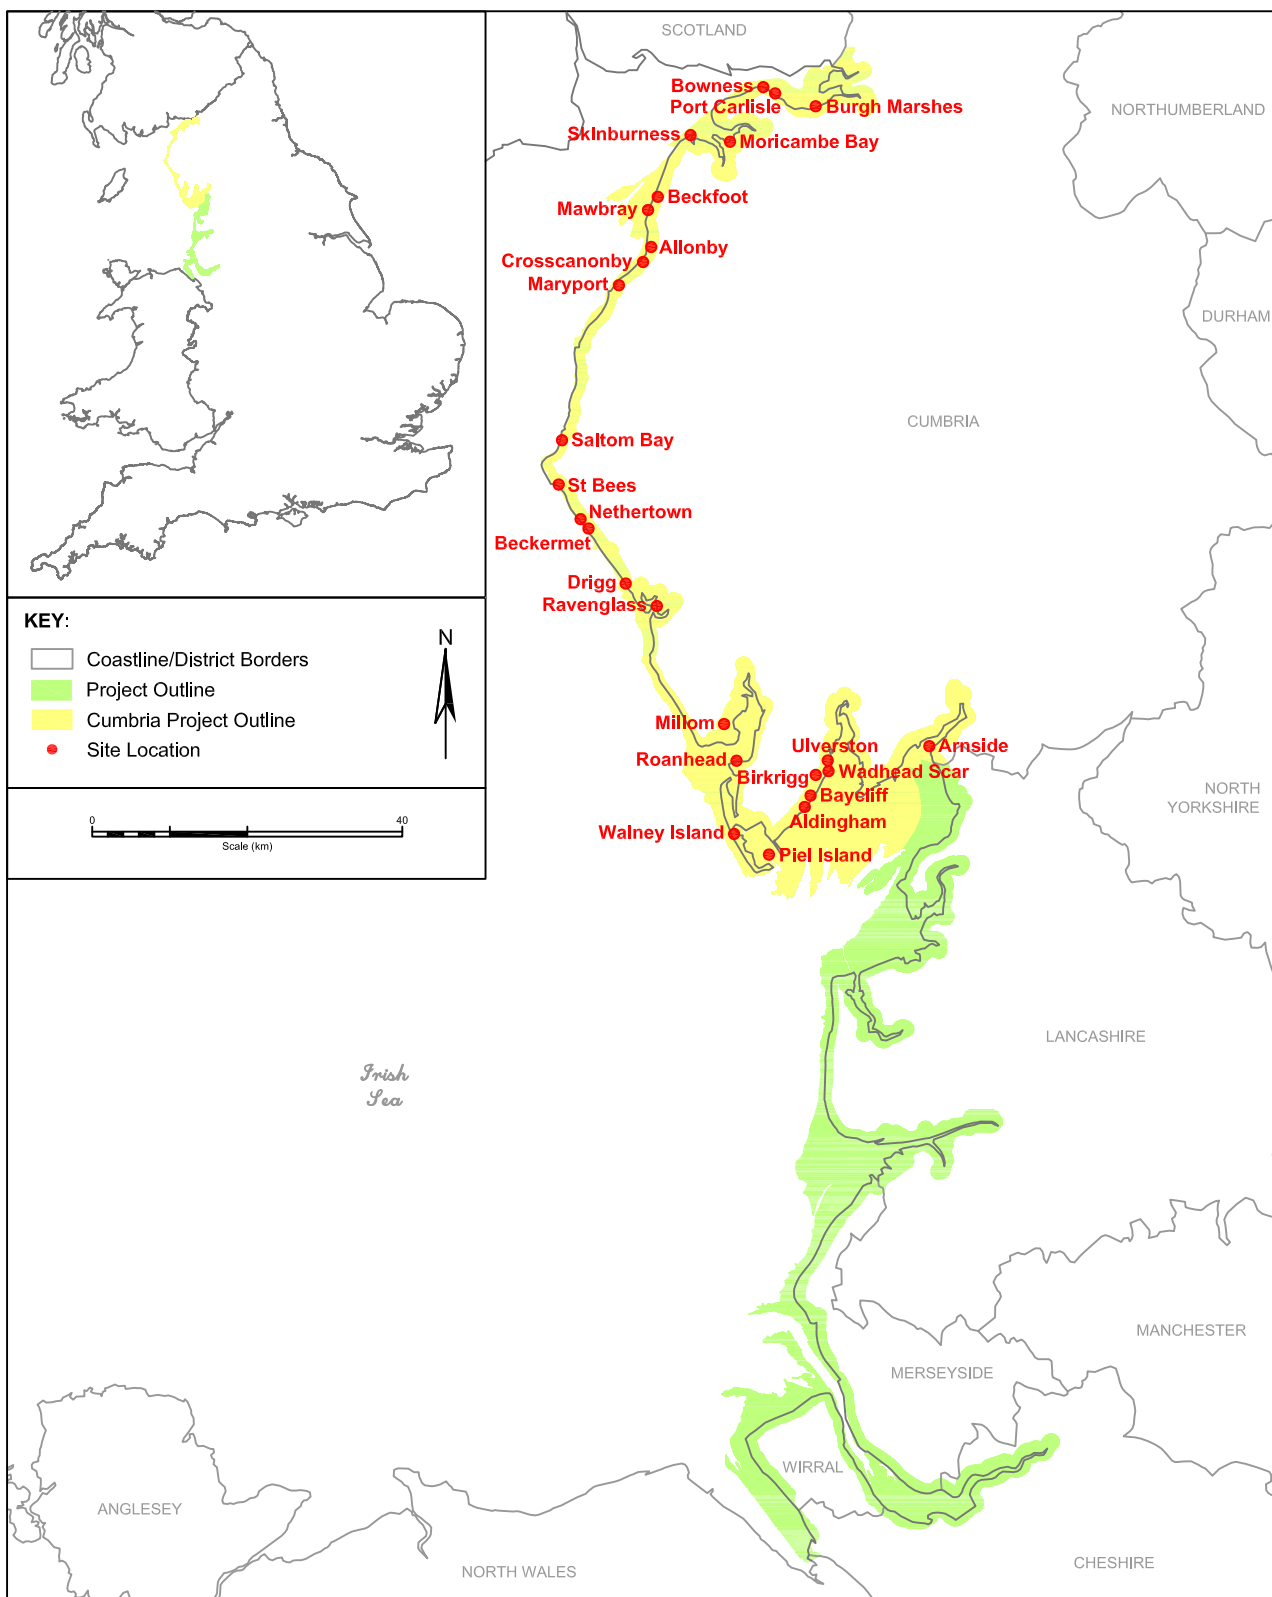 SCOTLAND
NORTHUMBERLAND
Bowness
Port Carlisle
Burgh Marshes
Skinburness
Moricambe Bay
Beckfoot
Mawbray
Allonby
Crosscanonby
Maryport
DURHAM
CUMBRIA
Saltom Bay
St Bees
Nethertown
Beckermet
Drigg
Ravenglass
KEY:
N
Coastline/District Borders
Project Outline
Cumbria Project Outline
Site Location
0
40
Scale (km)
Millom
Roanhead
Ulverston
Arnside
Birkrigg
Wadhead Scar
Baycliff
Aldingham
Walney Island
Piel Island
NORTH
YORKSHIRE
LANCASHIRE
Irish
Sea
MANCHESTER
MERSEYSIDE
WIRRAL
ANGLESEY
NORTH WALES
CHESHIRE